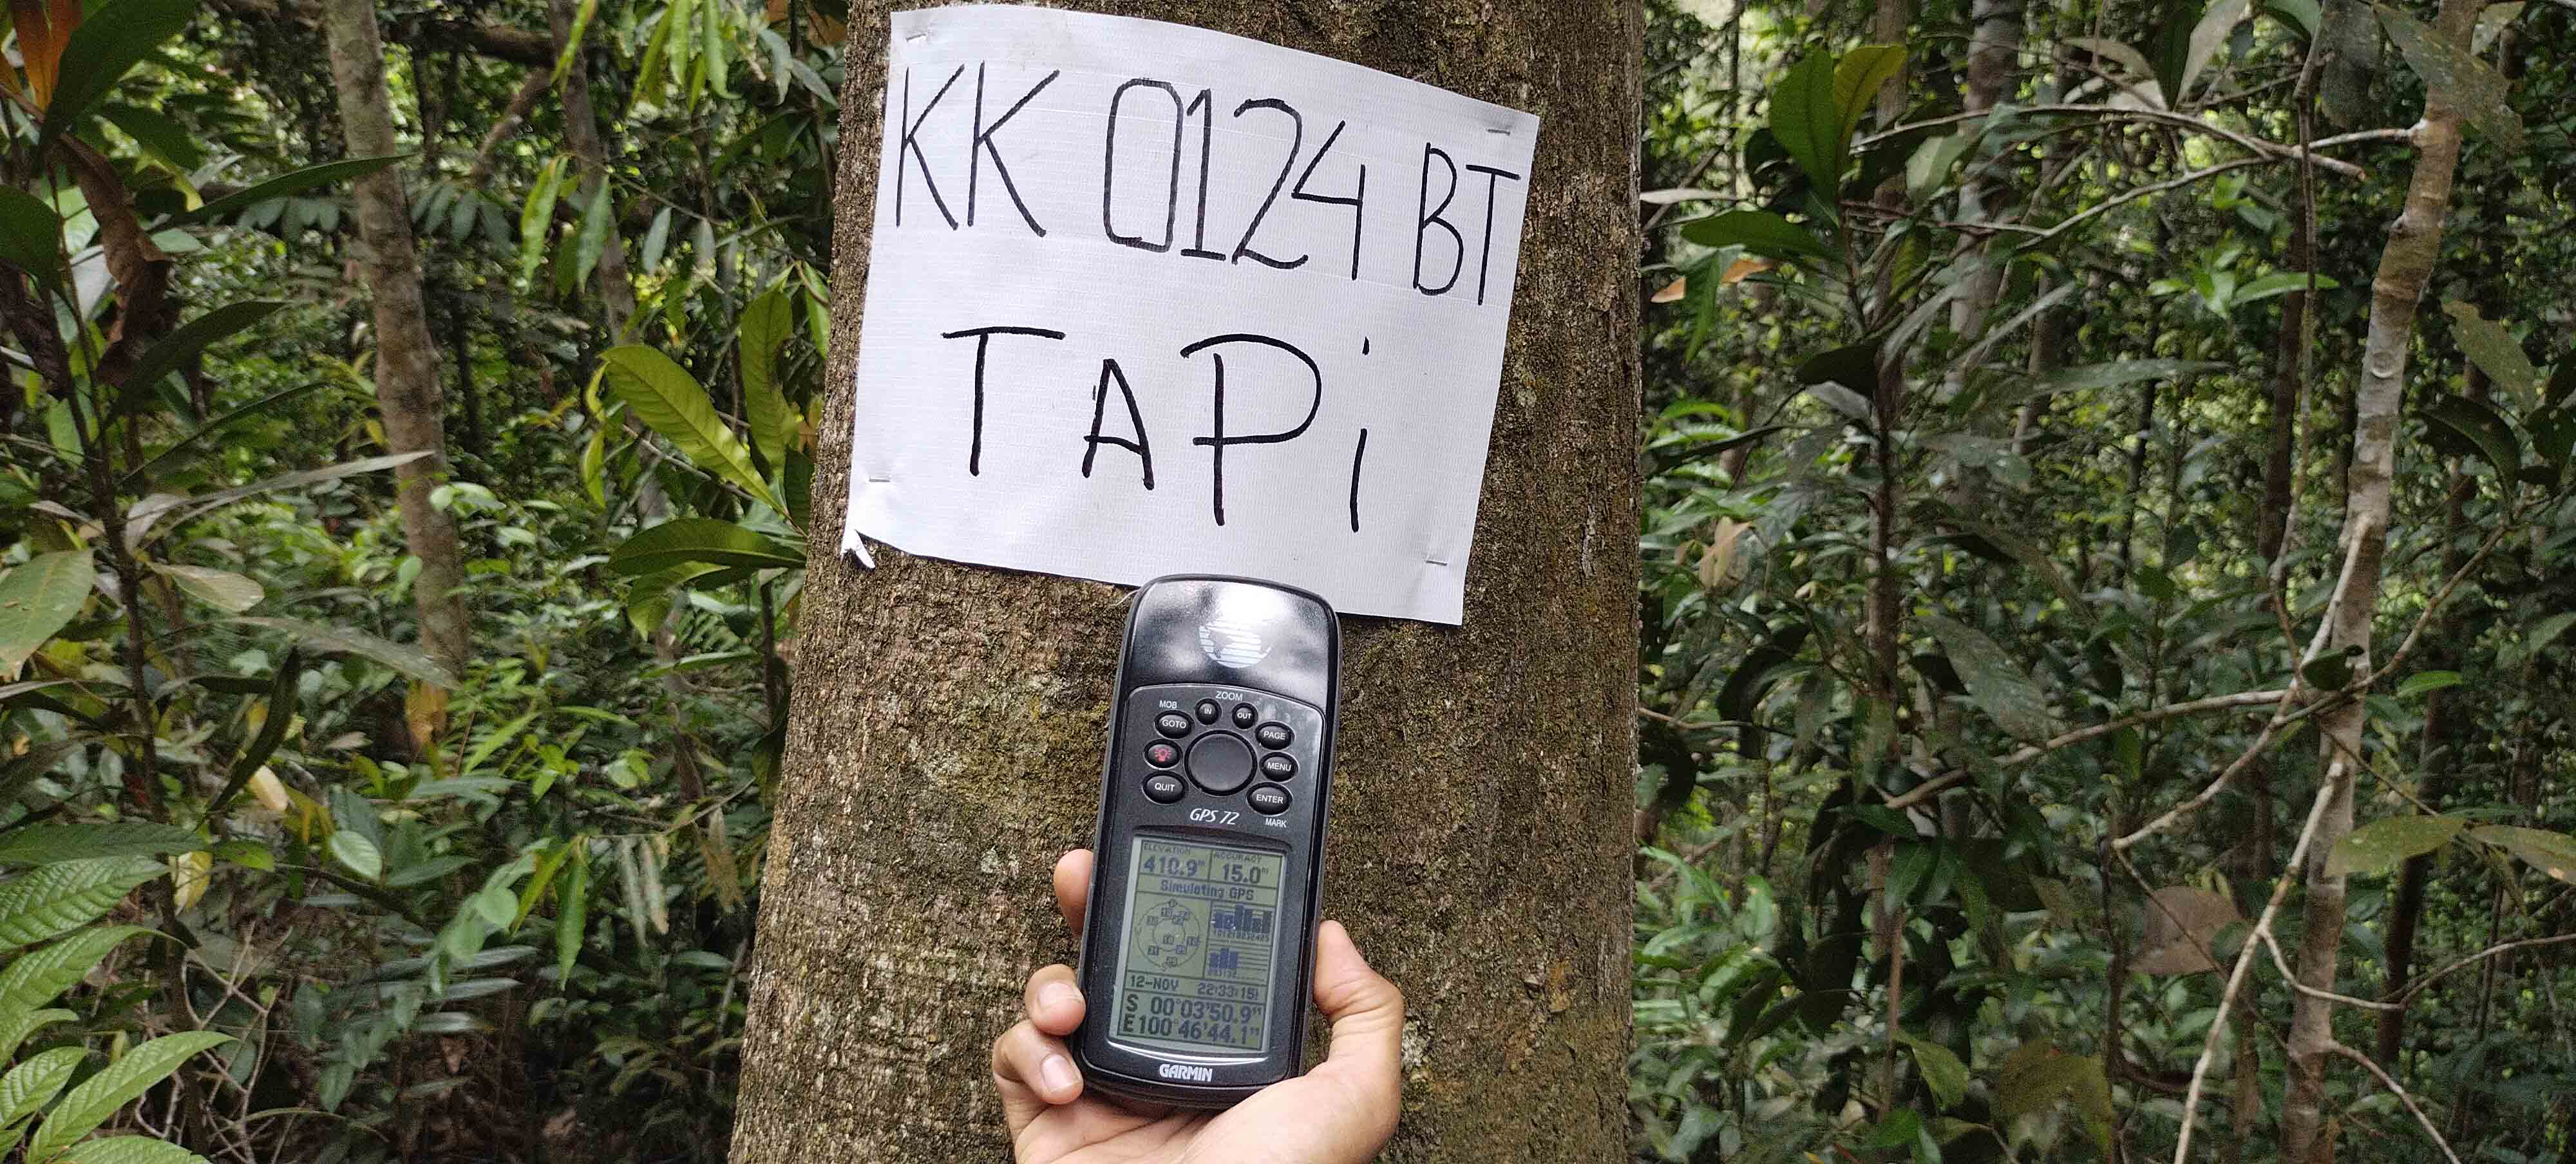 KK 0124 BT
TAPi
ZOOM
MOB
IN
OUT
GOTO
PAGE
MENU
QUIT
ENTER
GPS 72
MARK
ELEVATION
ACCURACY
410.9m
15.0m
Simulating GPS
12-NOV 22:33:15
S 00°03'50.9"
E100°46'44.1"
GARMIN